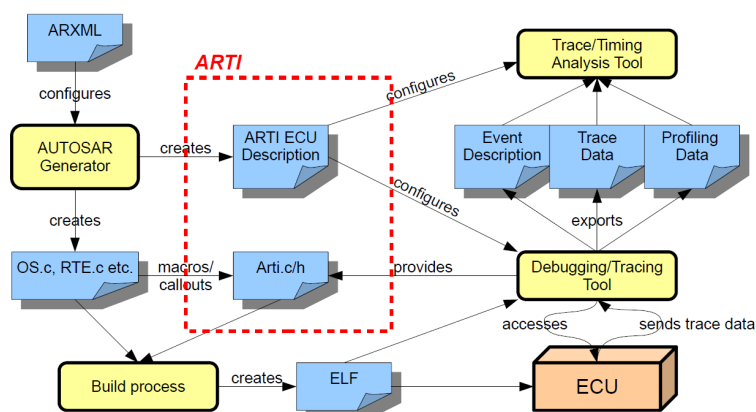 ARXML
ARTI
Trace/Timing
Analysis Tool
configures
configures
AUTOSAR
Generator
creates
ARTI ECU
Description
Event
Description
Trace
Data
Profiling
Data
configures
creates
exports
OS.c, RTE.c etc.
macros/
callouts
Arti.c/h
provides
Debugging/Tracing
Tool
accesses
sends trace data
Build process
creates
ELF
ECU